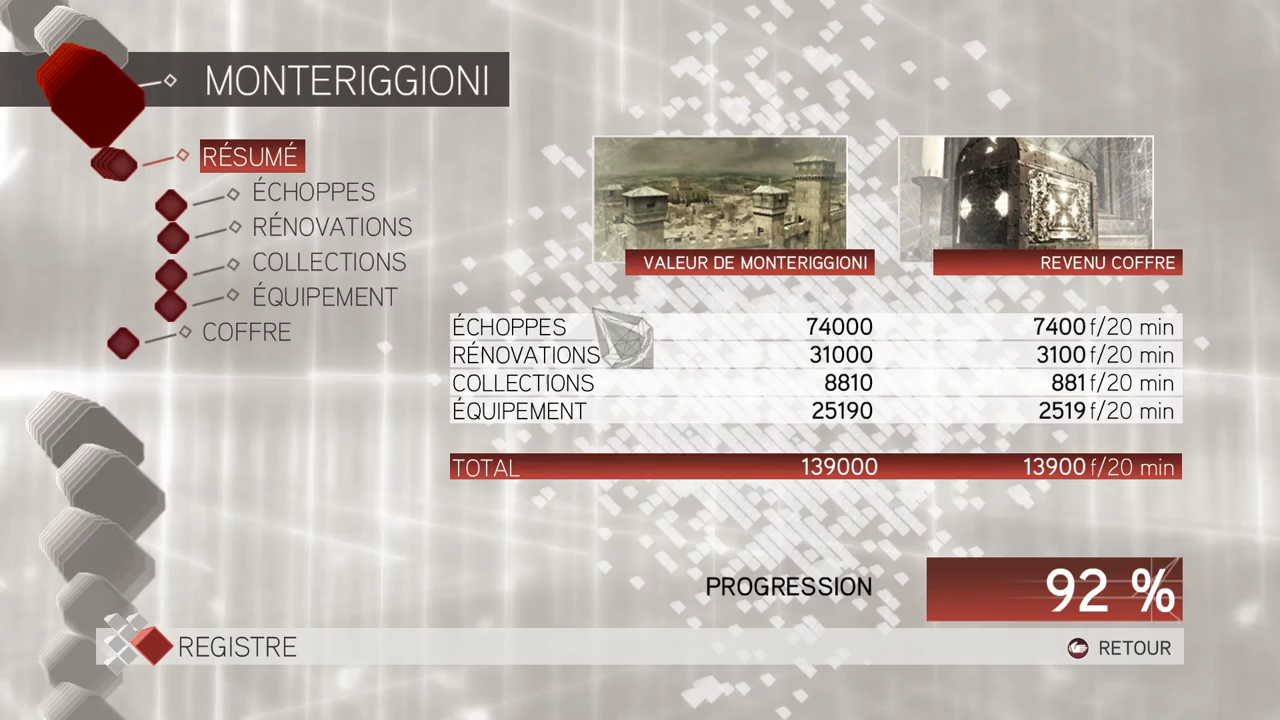 MONTERIGGIONI
RÉSUMÉ
ÉCHOPPES
RÉNOVATIONS
COLLECTIONS
ÉQUIPEMENT
COFFRE
VALEUR DE MONTERIGGIONI REVENU COFFRE
ÉCHOPPES 74000 7400 f/20 min
RÉNOVATIONS 31000 3100 f/20 min
COLLECTIONS 8810 881 f/20 min
ÉQUIPEMENT 25190 2519 f/20 min
TOTAL 139000 13900 f/20 min
PROGRESSION 92 %
REGISTRE RETOUR